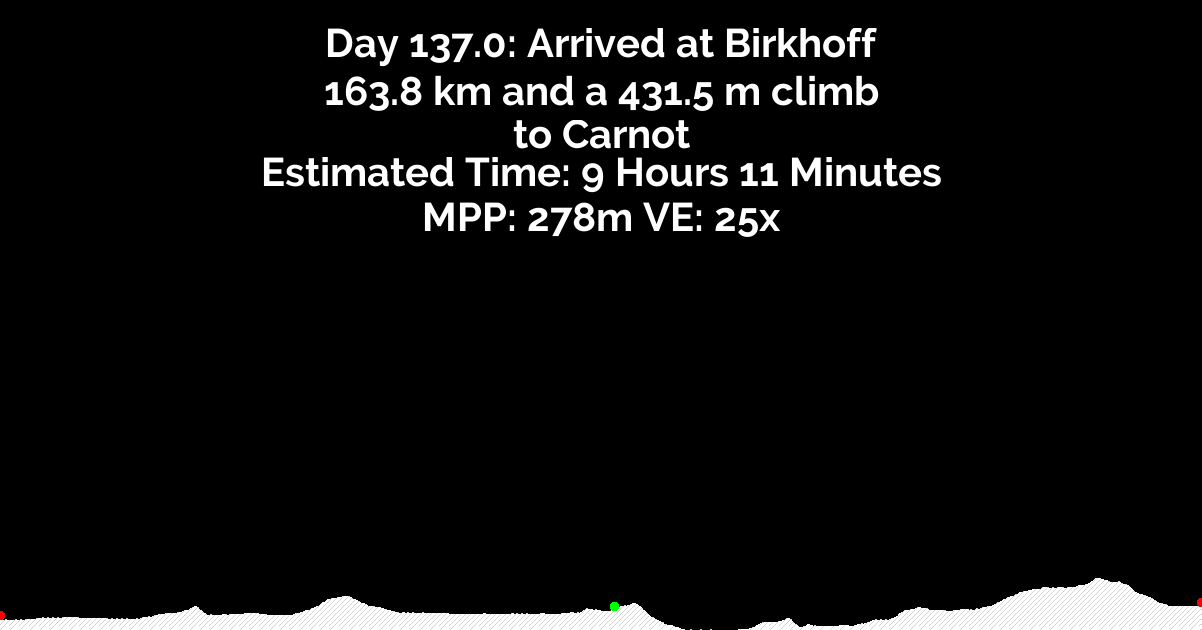 Day 137.0: Arrived at Birkhoff
163.8 km and a 431.5 m climb
to Carnot
Estimated Time: 9 Hours 11 Minutes
MPP: 278m VE: 25x